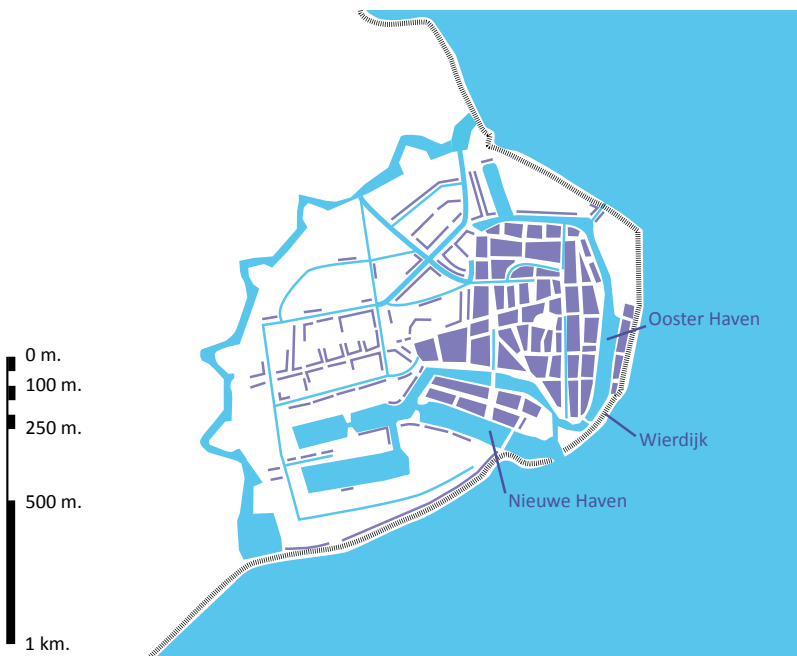 0 m.
100 m.
250 m.
500 m.
1 km.
Ooster Haven
Wierdijk
Nieuwe Haven